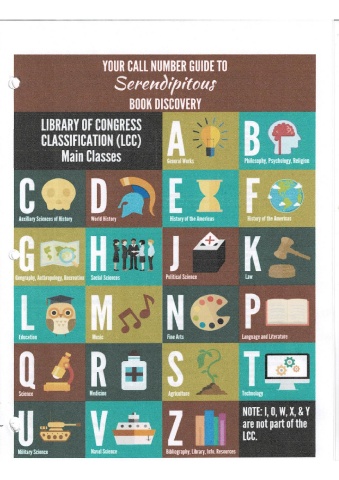 YOUR CALL NUMBER GUIDE TO
Serendipitous
BOOK DISCOVERY
LIBRARY OF CONGRESS
CLASSIFICATION (LCC)
Main Classes
A
General Works
B
Philosophy, Psychology, Religion
C
Auxiliary Sciences of History
D
World History
E
History of the Americas
F
History of the Americas
G
Geography, Anthropology, Recreation
H
Social Sciences
J
Political Science
K
Law
L
Education
M
Music
N
Fine Arts
P
Language and Literature
Q
Science
R
Medicine
S
Agriculture
T
Technology
U
Military Science
V
Naval Science
Z
Bibliography, Library, Info. Resources
NOTE: I, O, W, X, & Y
are not part of the
LCC.